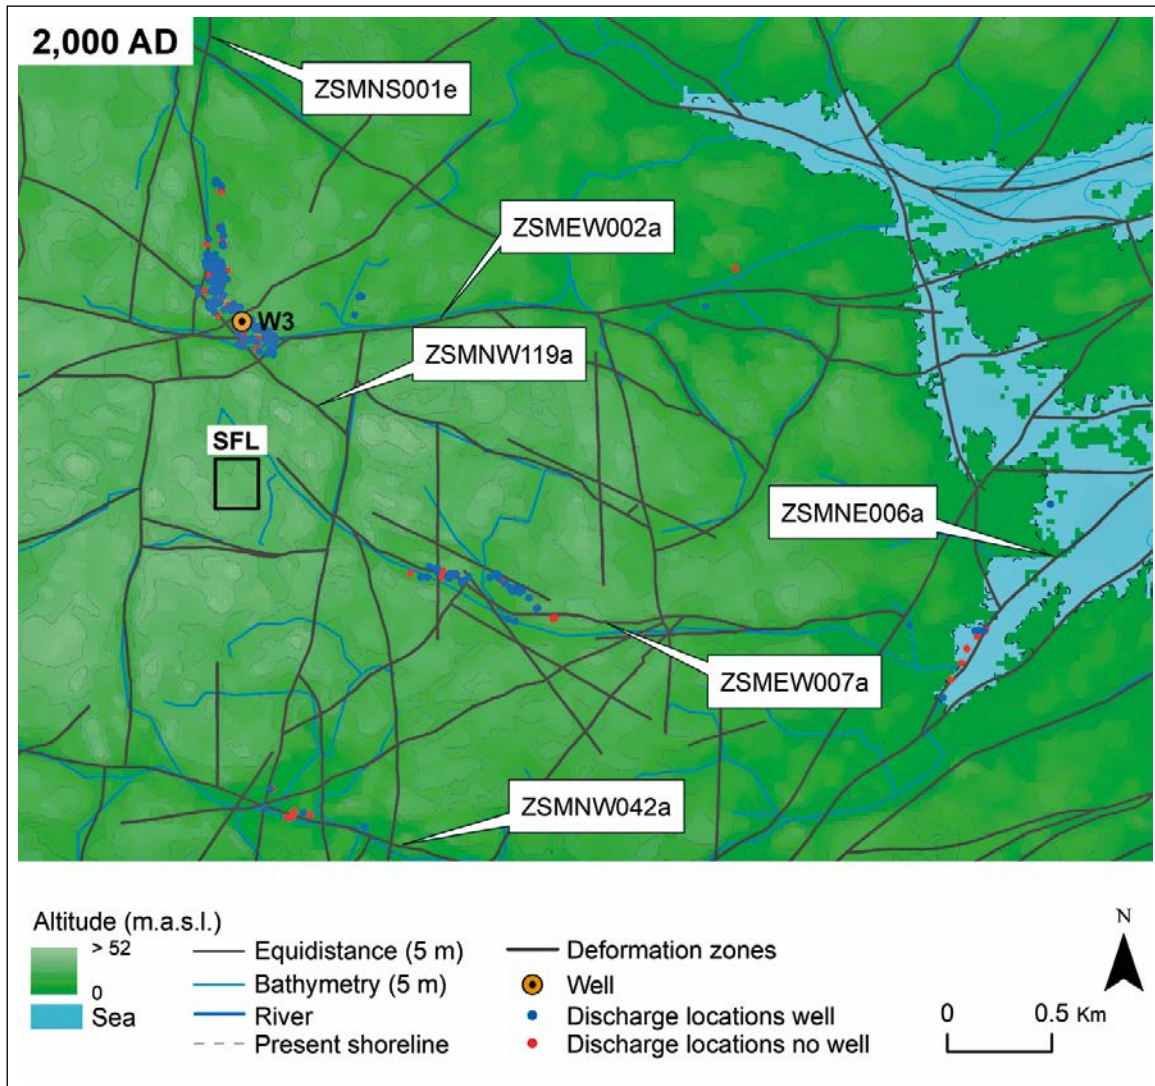 2,000 AD
ZSMNS001e
ZSMEW002a
W3
ZSMNW119a
SFL
ZSMNE006a
ZSMEW007a
ZSMNW042a
Altitude (m.a.s.l.)
> 52
0
Sea
Equidistance (5 m)
Bathymetry (5 m)
River
Present shoreline
Deformation zones
Well
Discharge locations well
Discharge locations no well
N
0 0.5 Km